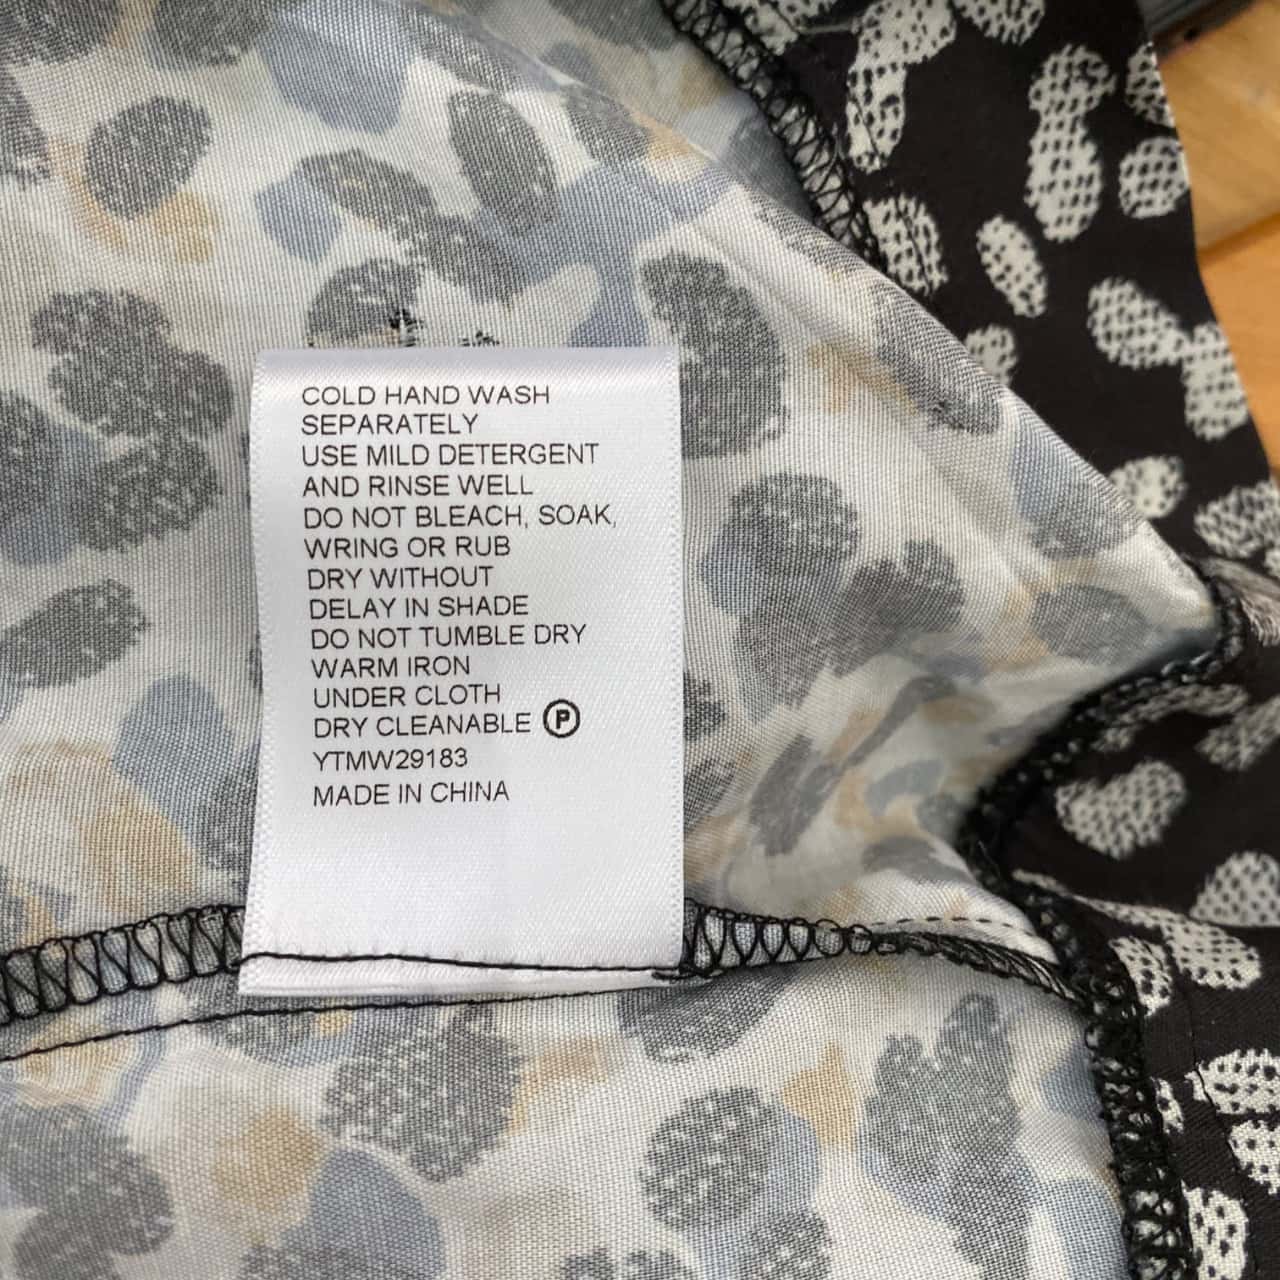 COLD HAND WASH
SEPARATELY
USE MILD DETERGENT
AND RINSE WELL
DO NOT BLEACH, SOAK,
WRING OR RUB
DRY WITHOUT
DELAY IN SHADE
DO NOT TUMBLE DRY
WARM IRON
UNDER CLOTH
DRY CLEANABLE P
YTMW29183
MADE IN CHINA